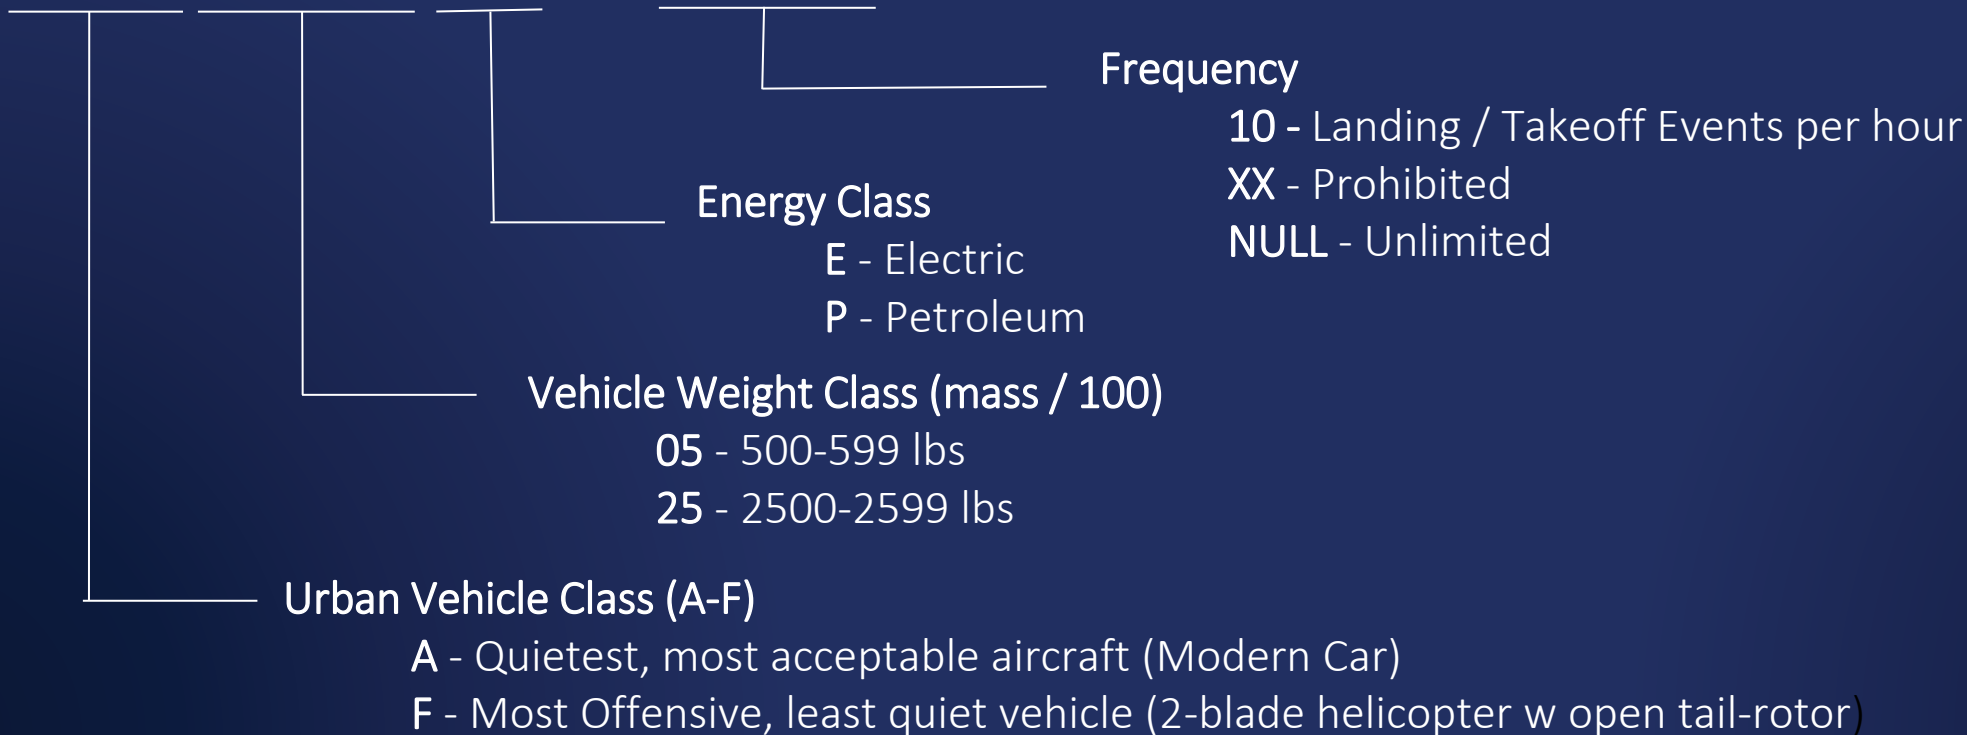 Frequency
10 - Landing / Takeoff Events per hour
XX - Prohibited
NULL - Unlimited
Energy Class
E - Electric
P - Petroleum
Vehicle Weight Class (mass / 100)
05 - 500-599 lbs
25 - 2500-2599 lbs
Urban Vehicle Class (A-F)
A - Quietest, most acceptable aircraft (Modern Car)
F - Most Offensive, least quiet vehicle (2-blade helicopter w open tail-rotor)